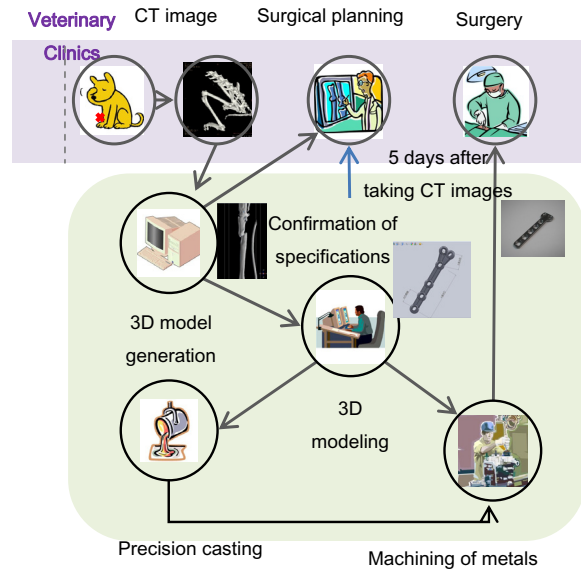 Veterinary
Clinics
CT image
Surgical planning
Surgery
5 days after
taking CT images
Confirmation of
specifications
3D model
generation
3D
modeling
Precision casting
Machining of metals